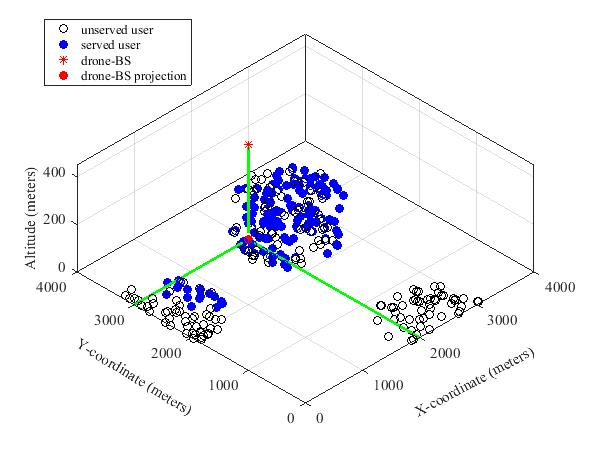 unserved user
served user
drone-BS
drone-BS projection
400
200
0
Altitude (meters)
4000
3000
2000
1000
0
Y-coordinate (meters)
0
1000
2000
3000
4000
X-coordinate (meters)